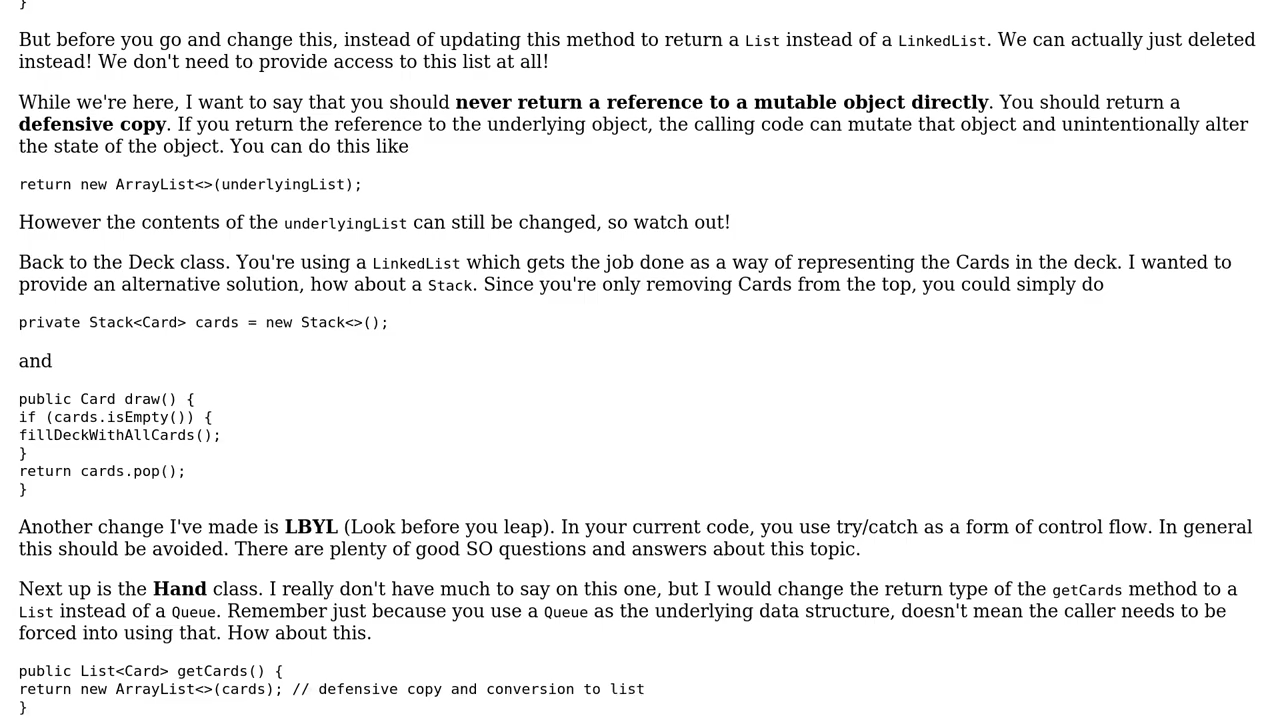 }
But before you go and change this, instead of updating this method to return a List instead of a LinkedList. We can actually just deleted
instead! We don't need to provide access to this list at all!
While we're here, I want to say that you should never return a reference to a mutable object directly. You should return a
defensive copy. If you return the reference to the underlying object, the calling code can mutate that object and unintentionally alter
the state of the object. You can do this like
return new ArrayList<>(underlyingList);
However the contents of the underlyingList can still be changed, so watch out!
Back to the Deck class. You're using a LinkedList which gets the job done as a way of representing the Cards in the deck. I wanted to
provide an alternative solution, how about a Stack. Since you're only removing Cards from the top, you could simply do
private Stack<Card> cards = new Stack<>();
and
public Card draw() {
if (cards.isEmpty()) {
fillDeckWithAllCards();
}
return cards.pop();
}
Another change I've made is LBYL (Look before you leap). In your current code, you use try/catch as a form of control flow. In general
this should be avoided. There are plenty of good SO questions and answers about this topic.
Next up is the Hand class. I really don't have much to say on this one, but I would change the return type of the getCards method to a
List instead of a Queue. Remember just because you use a Queue as the underlying data structure, doesn't mean the caller needs to be
forced into using that. How about this.
public List<Card> getCards() {
return new ArrayList<>(cards); // defensive copy and conversion to list
}